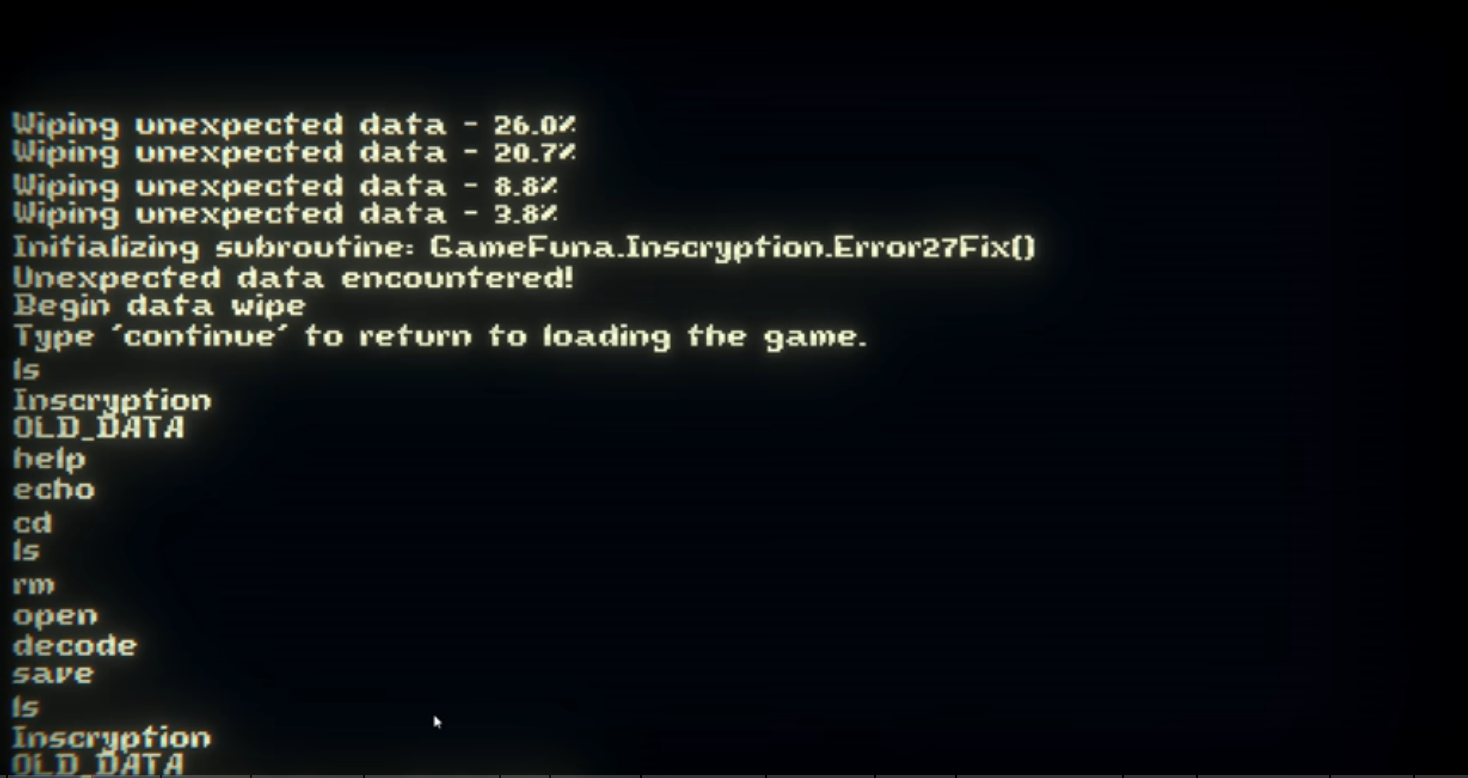 Wiping unexpected data - 26.0%
Wiping unexpected data - 20.7%
Wiping unexpected data - 8.8%
Wiping unexpected data - 3.8%
Initializing subroutine: GameFuna.Inscryption.Error27Fix()
Unexpected data encountered!
Begin data wipe
Type 'continue' to return to loading the game.
ls
Inscryption
OLD_DATA
help
echo
cd
ls
rm
open
decode
save
ls
Inscryption
OLD_DATA